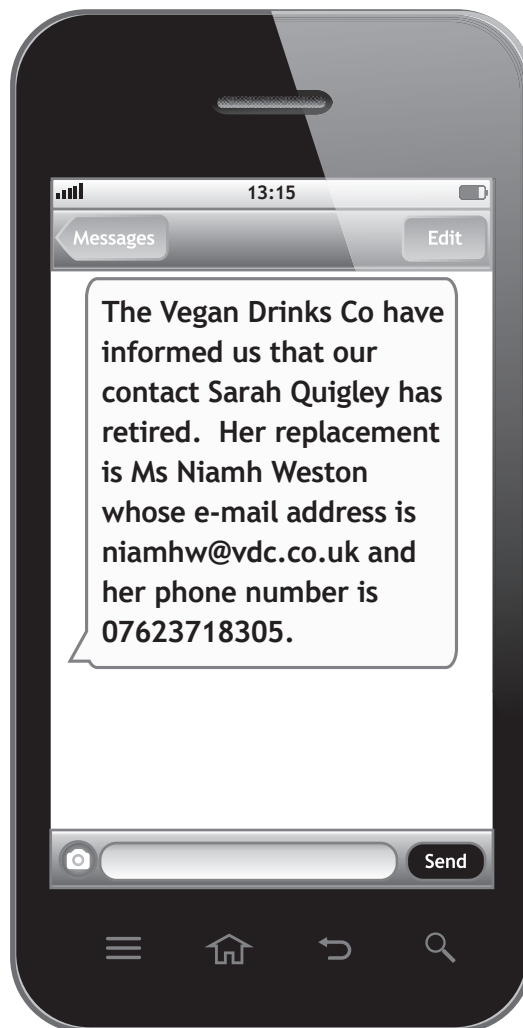 13:15
Messages
Edit
The Vegan Drinks Co have
informed us that our
contact Sarah Quigley has
retired.  Her replacement
is Ms Niamh Weston
whose e-mail address is
niamhw@vdc.co.uk and
her phone number is
07623718305.
Send